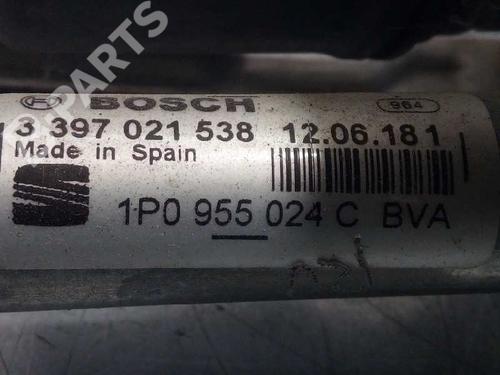 PARTS
BOSCH
964
3 397 021 538 12.06.18 1
Made in Spain
1P0 955 024 C BVA